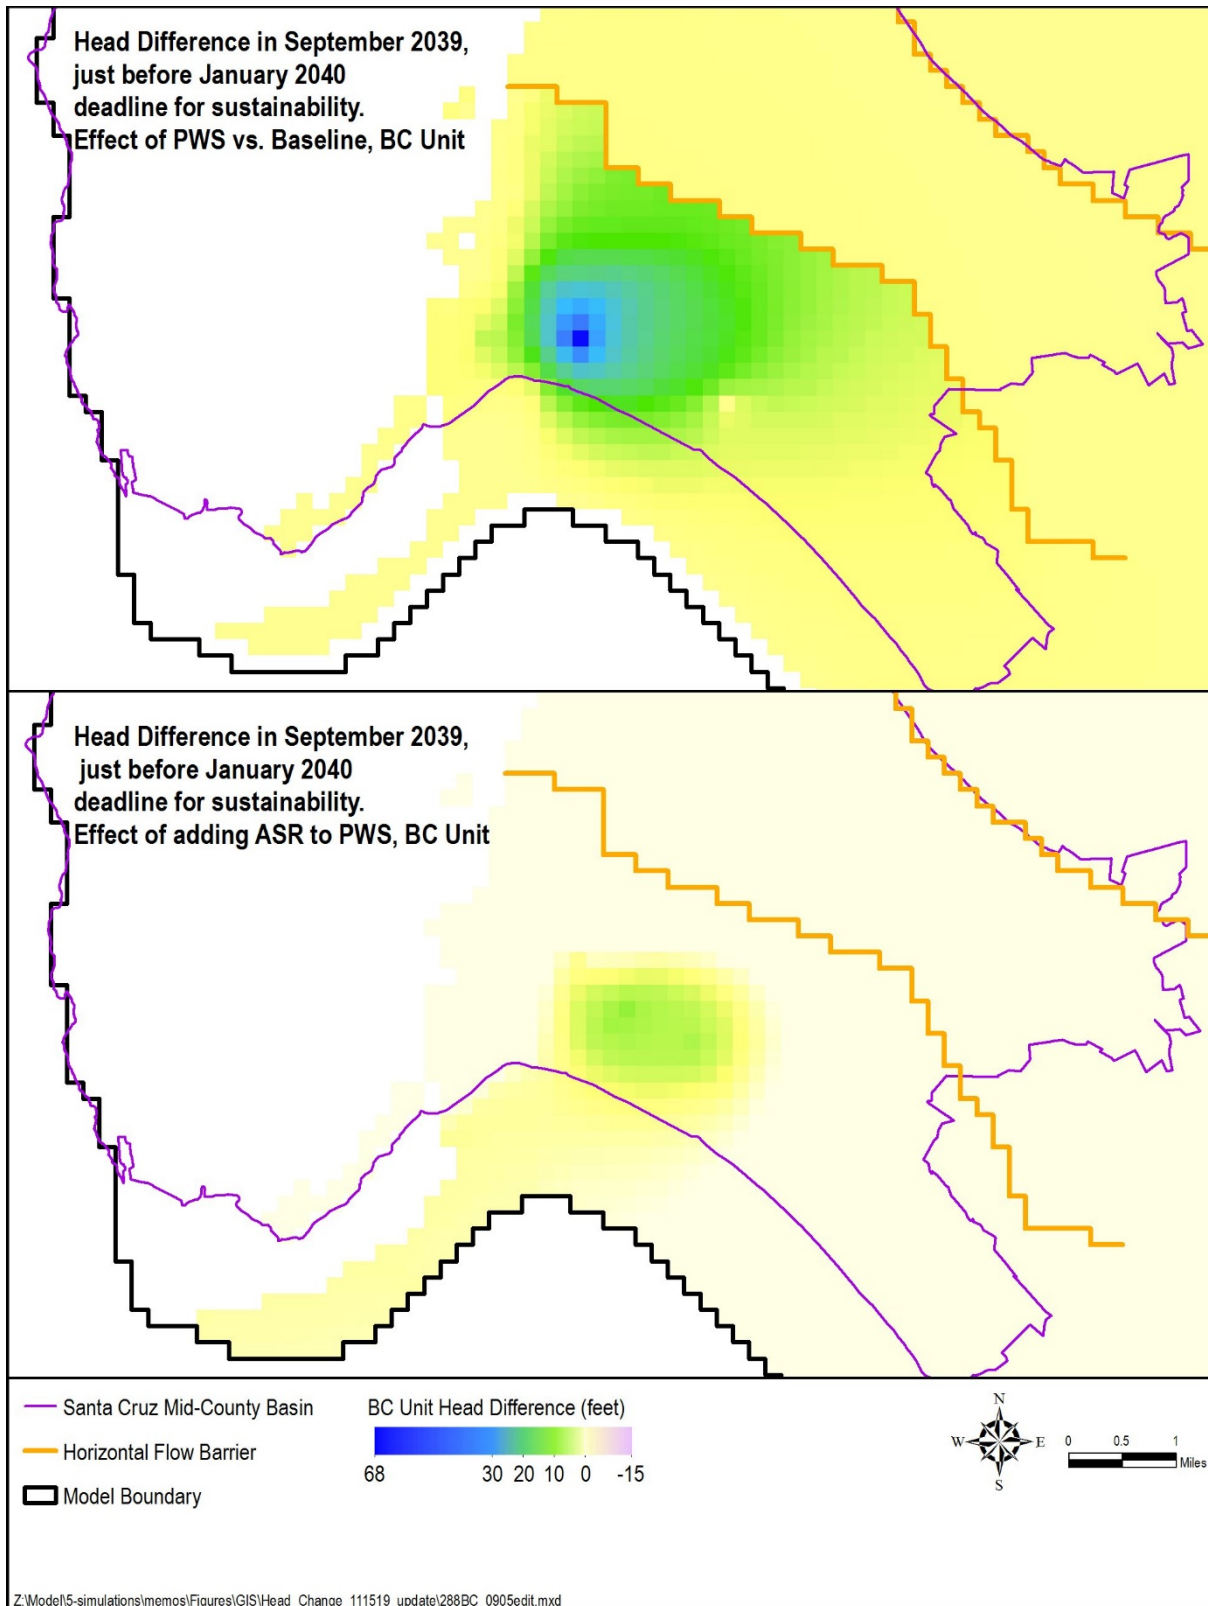 Head Difference in September 2039,
just before January 2040
deadline for sustainability.
Effect of PWS vs. Baseline, BC Unit
Head Difference in September 2039,
just before January 2040
deadline for sustainability.
Effect of adding ASR to PWS, BC Unit
Santa Cruz Mid-County Basin
Horizontal Flow Barrier
Model Boundary
BC Unit Head Difference (feet)
68 30 20 10 0 -15
N
W E
S
0 0.5 1
Miles
Z:\Model\5-simulations\memos\Figures\GIS\Head_Change_111519_update\288BC_0905edit.mxd